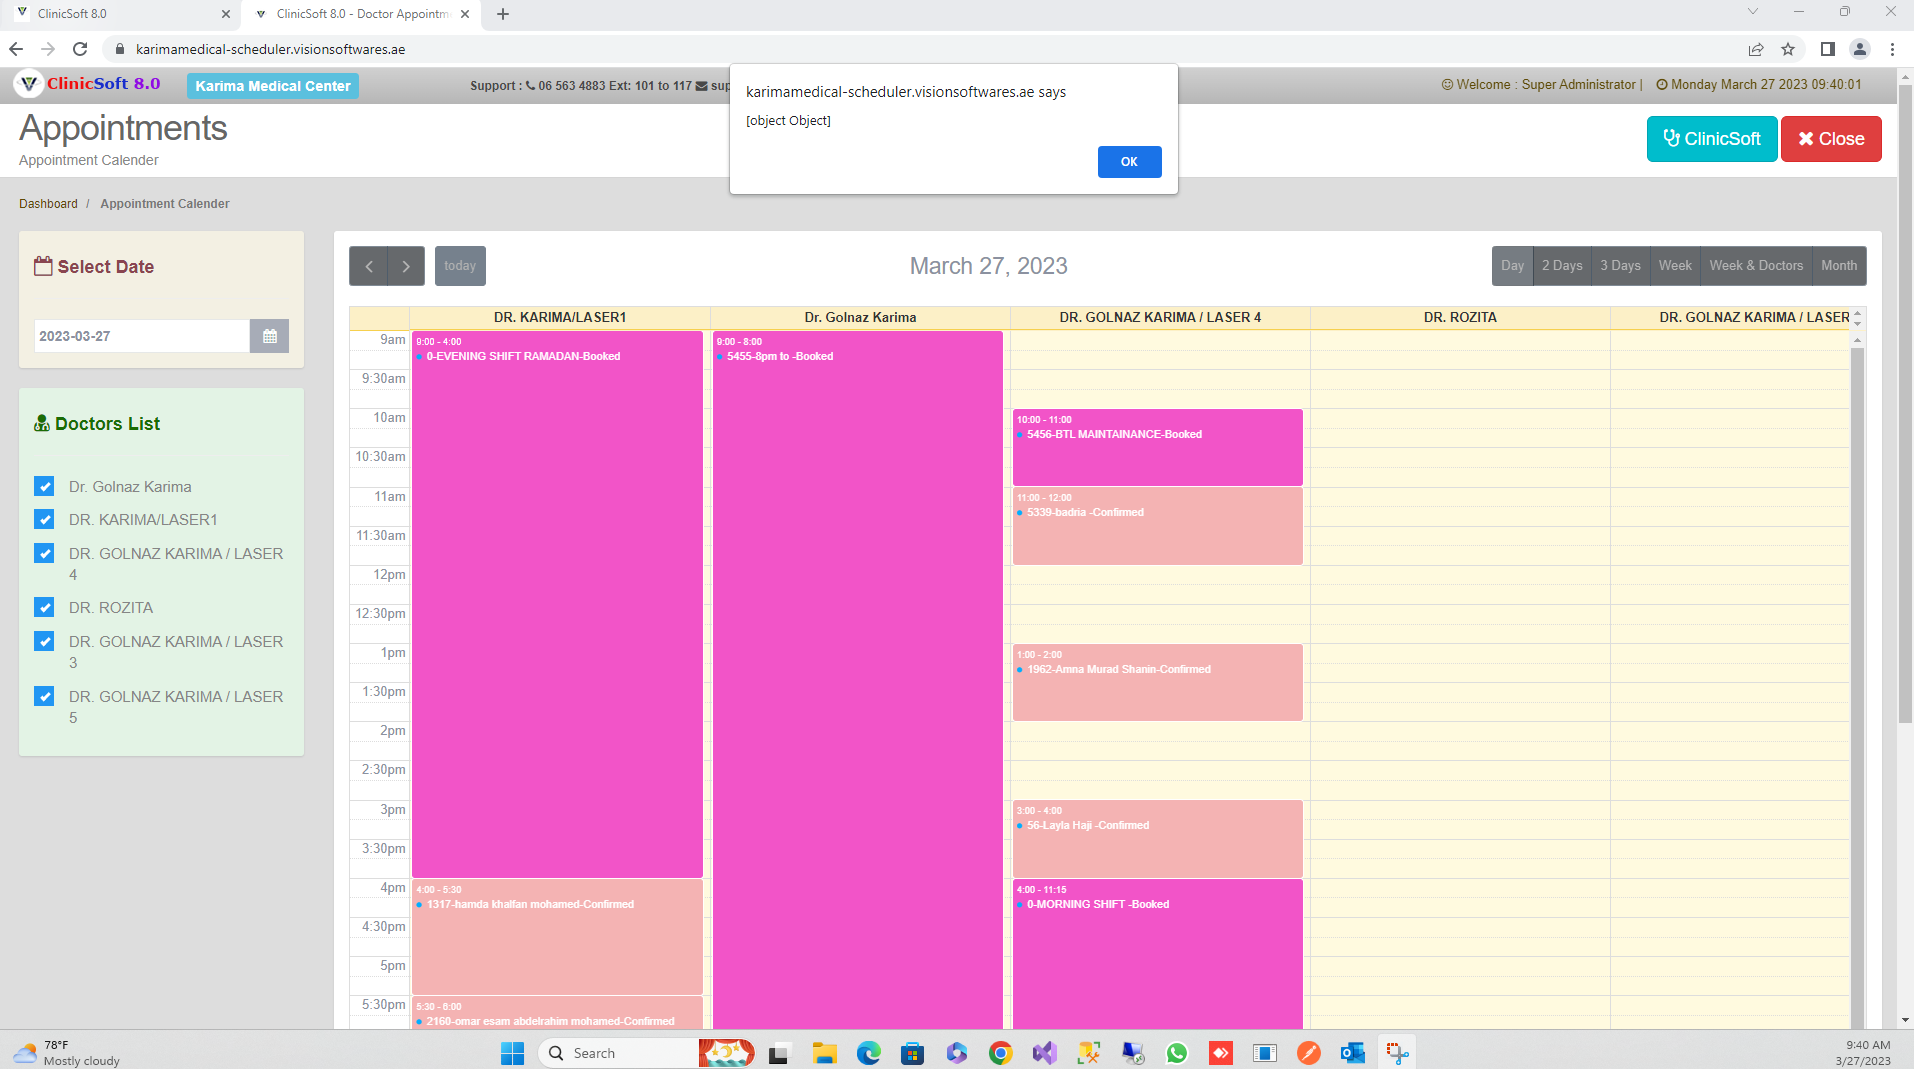 ClinicSoft 8.0
ClinicSoft 8.0 - Doctor Appointm
karimamedical-scheduler.visionsoftwares.ae
ClinicSoft 8.0
Karima Medical Center
Support : 06 563 4883 Ext: 101 to 117 sup
Welcome : Super Administrator |
Monday March 27 2023 09:40:01
karimamedical-scheduler.visionsoftwares.ae says
[object Object]
OK
Appointments
Appointment Calender
ClinicSoft
Close
Dashboard / Appointment Calender
Select Date
2023-03-27
Doctors List
Dr. Golnaz Karima
DR. KARIMA/LASER1
DR. GOLNAZ KARIMA / LASER
4
DR. ROZITA
DR. GOLNAZ KARIMA / LASER
3
DR. GOLNAZ KARIMA / LASER
5
today
March 27, 2023
Day
2 Days
3 Days
Week
Week & Doctors
Month
DR. KARIMA/LASER1
Dr. Golnaz Karima
DR. GOLNAZ KARIMA / LASER 4
DR. ROZITA
DR. GOLNAZ KARIMA / LASER
9am
9:30am
10am
10:30am
11am
11:30am
12pm
12:30pm
1pm
1:30pm
2pm
2:30pm
3pm
3:30pm
4pm
4:30pm
5pm
5:30pm
9:00 - 4:00
0-EVENING SHIFT RAMADAN-Booked
4:00 - 5:30
1317-hamda khalfan mohamed-Confirmed
5:30 - 6:00
2160-omar esam abdelrahim mohamed-Confirmed
9:00 - 8:00
5455-8pm to -Booked
10:00 - 11:00
5456-BTL MAINTAINANCE-Booked
11:00 - 12:00
5339-badria -Confirmed
1:00 - 2:00
1962-Amna Murad Shanin-Confirmed
3:00 - 4:00
56-Layla Haji -Confirmed
4:00 - 11:15
0-MORNING SHIFT -Booked
78°F
Mostly cloudy
Search
9:40 AM
3/27/2023